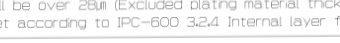 ll be over 28µm (Excluded plating material thick
et according to IPC-600 3.2.4 Internal layer f